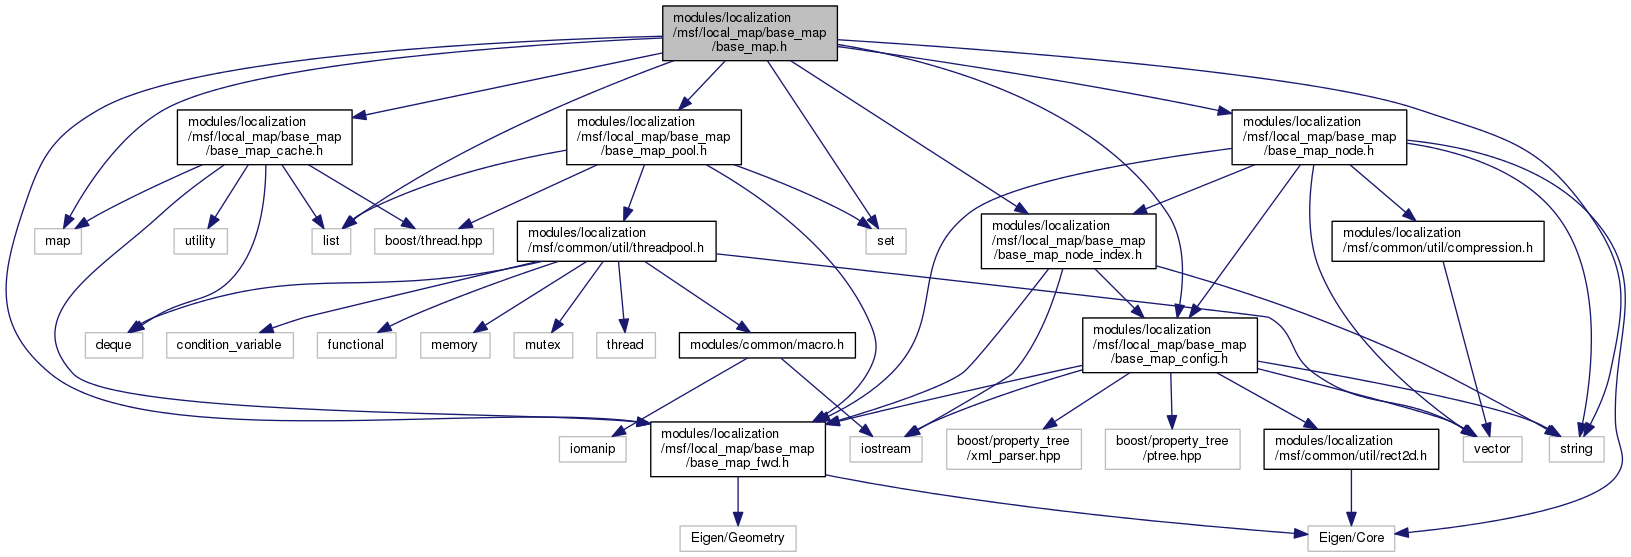 modules/localization
/msf/local_map/base_map
/base_map.h
modules/localization
/msf/local_map/base_map
/base_map_cache.h
modules/localization
/msf/local_map/base_map
/base_map_pool.h
modules/localization
/msf/local_map/base_map
/base_map_node.h
map
utility
list
boost/thread.hpp
modules/localization
/msf/common/util/threadpool.h
set
modules/localization
/msf/local_map/base_map
/base_map_node_index.h
modules/localization
/msf/common/util/compression.h
deque
condition_variable
functional
memory
mutex
thread
modules/common/macro.h
modules/localization
/msf/local_map/base_map
/base_map_config.h
iomanip
modules/localization
/msf/local_map/base_map
/base_map_fwd.h
iostream
boost/property_tree
/xml_parser.hpp
boost/property_tree
/ptree.hpp
modules/localization
/msf/common/util/rect2d.h
vector
string
Eigen/Geometry
Eigen/Core